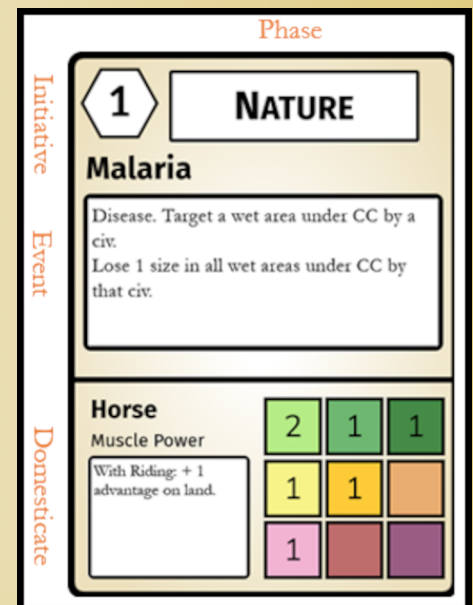 Phase
Initiative
1
NATURE
Malaria
Event
Disease. Target a wet area under CC by a
civ.
Lose 1 size in all wet areas under CC by
that civ.
Domesticate
Horse
Muscle Power
With Riding: + 1
advantage on land.
2 1 1
1 1
1